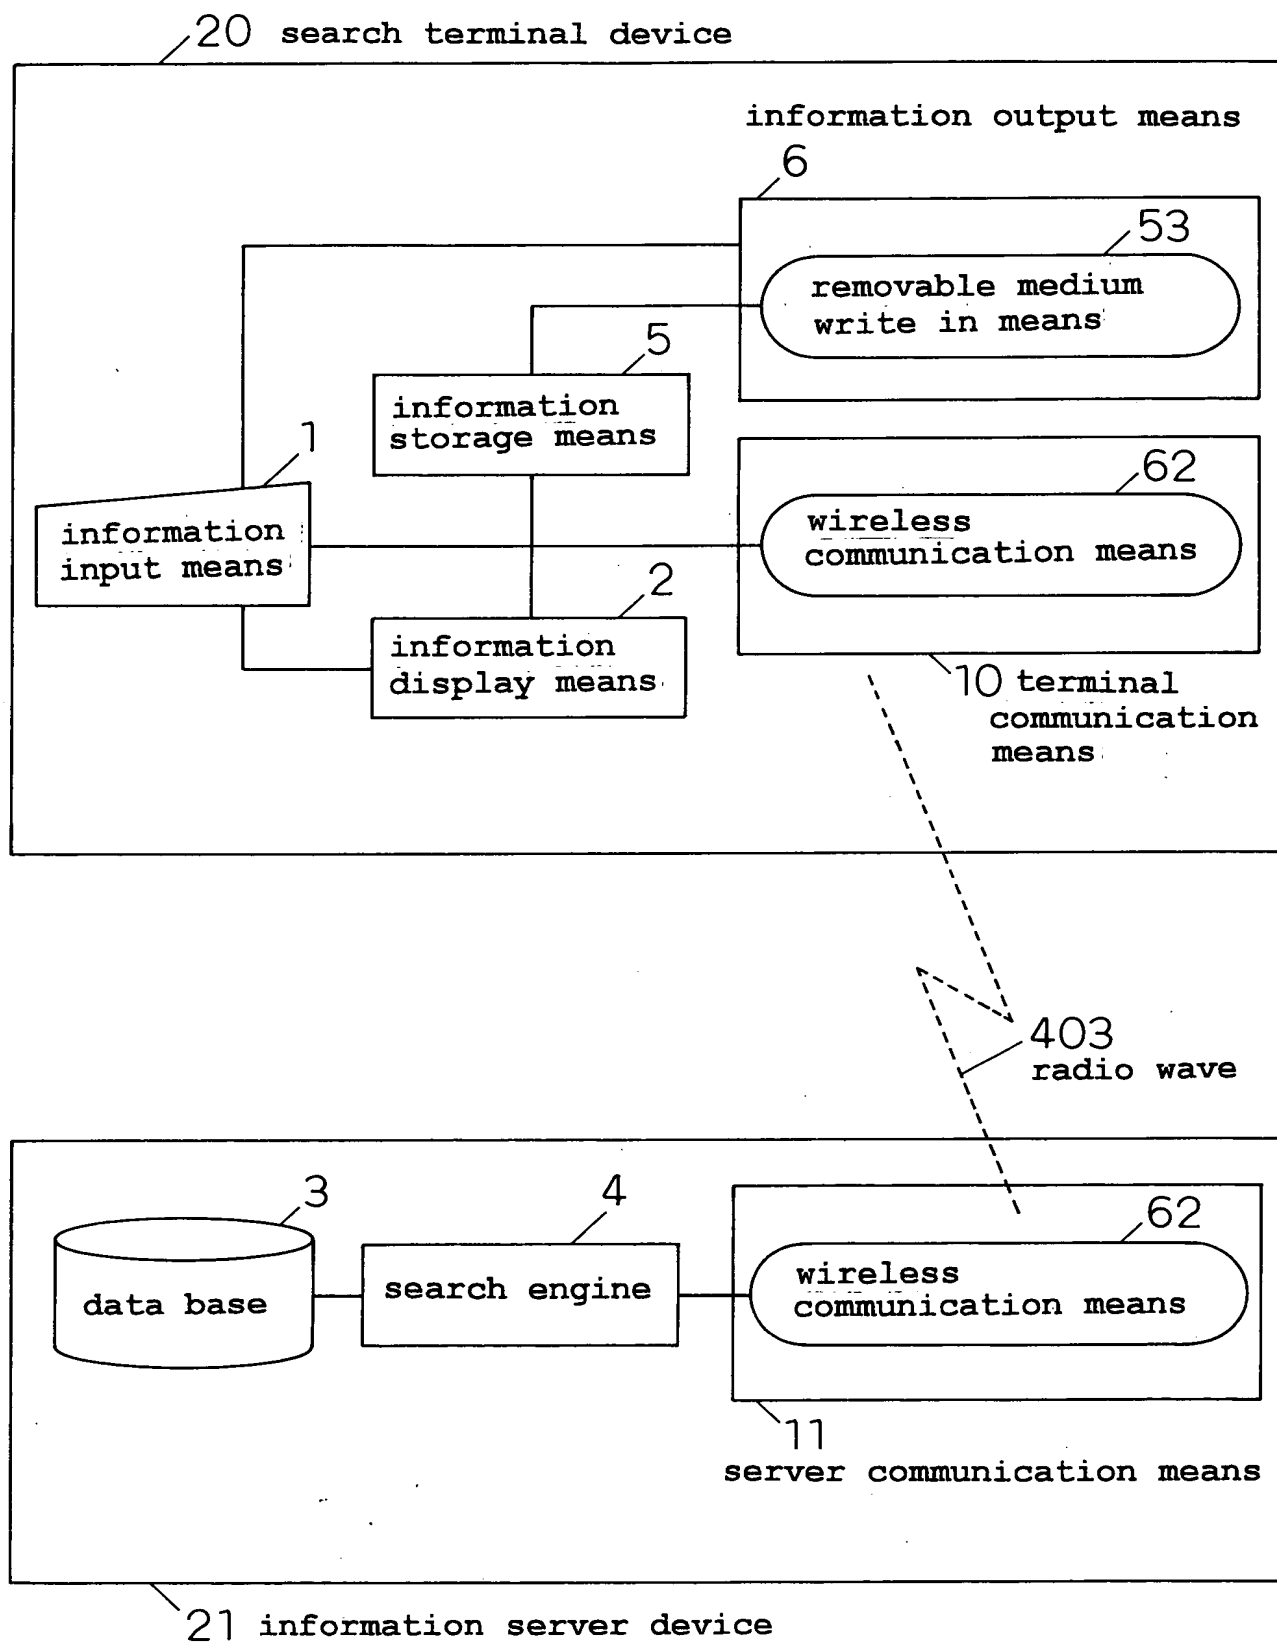 20 search terminal device
information output means
6
53
removable medium
write in means
5
information
storage means
1
information
input means
62
wireless
communication means
2
information
display means
10 terminal
communication
means
403
radio wave
3
data base
4
search engine
62
wireless
communication means
11
server communication means
21 information server device